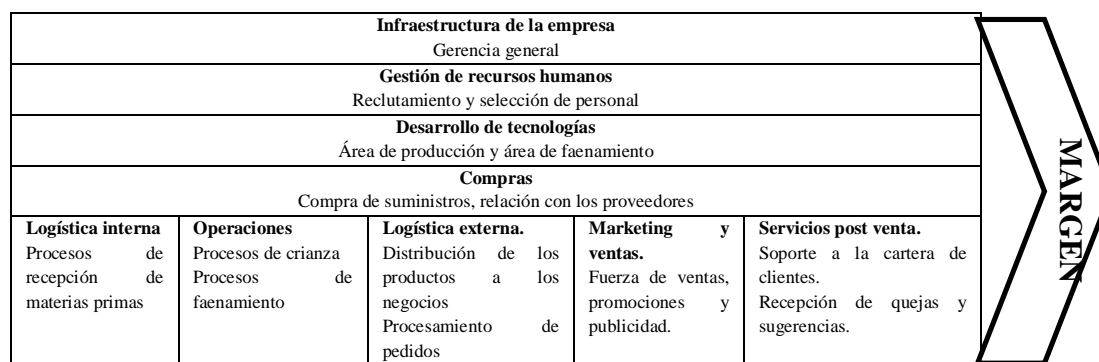 Infraestructura de la empresa
Gerencia general
Gestión de recursos humanos
Reclutamiento y selección de personal
Desarrollo de tecnologías
Área de producción y área de faenamiento
Compras
Compra de suministros, relación con los proveedores
Logística interna
Procesos de
recepción de
materias primas
Operaciones
Procesos de crianza
Procesos de
faenamiento
Logística externa.
Distribución de los
productos a los
negocios
Procesamiento de
pedidos
Marketing y
ventas.
Fuerza de ventas,
promociones y
publicidad.
Servicios post venta.
Soporte a la cartera de
clientes.
Recepción de quejas y
sugerencias.
MARGEN